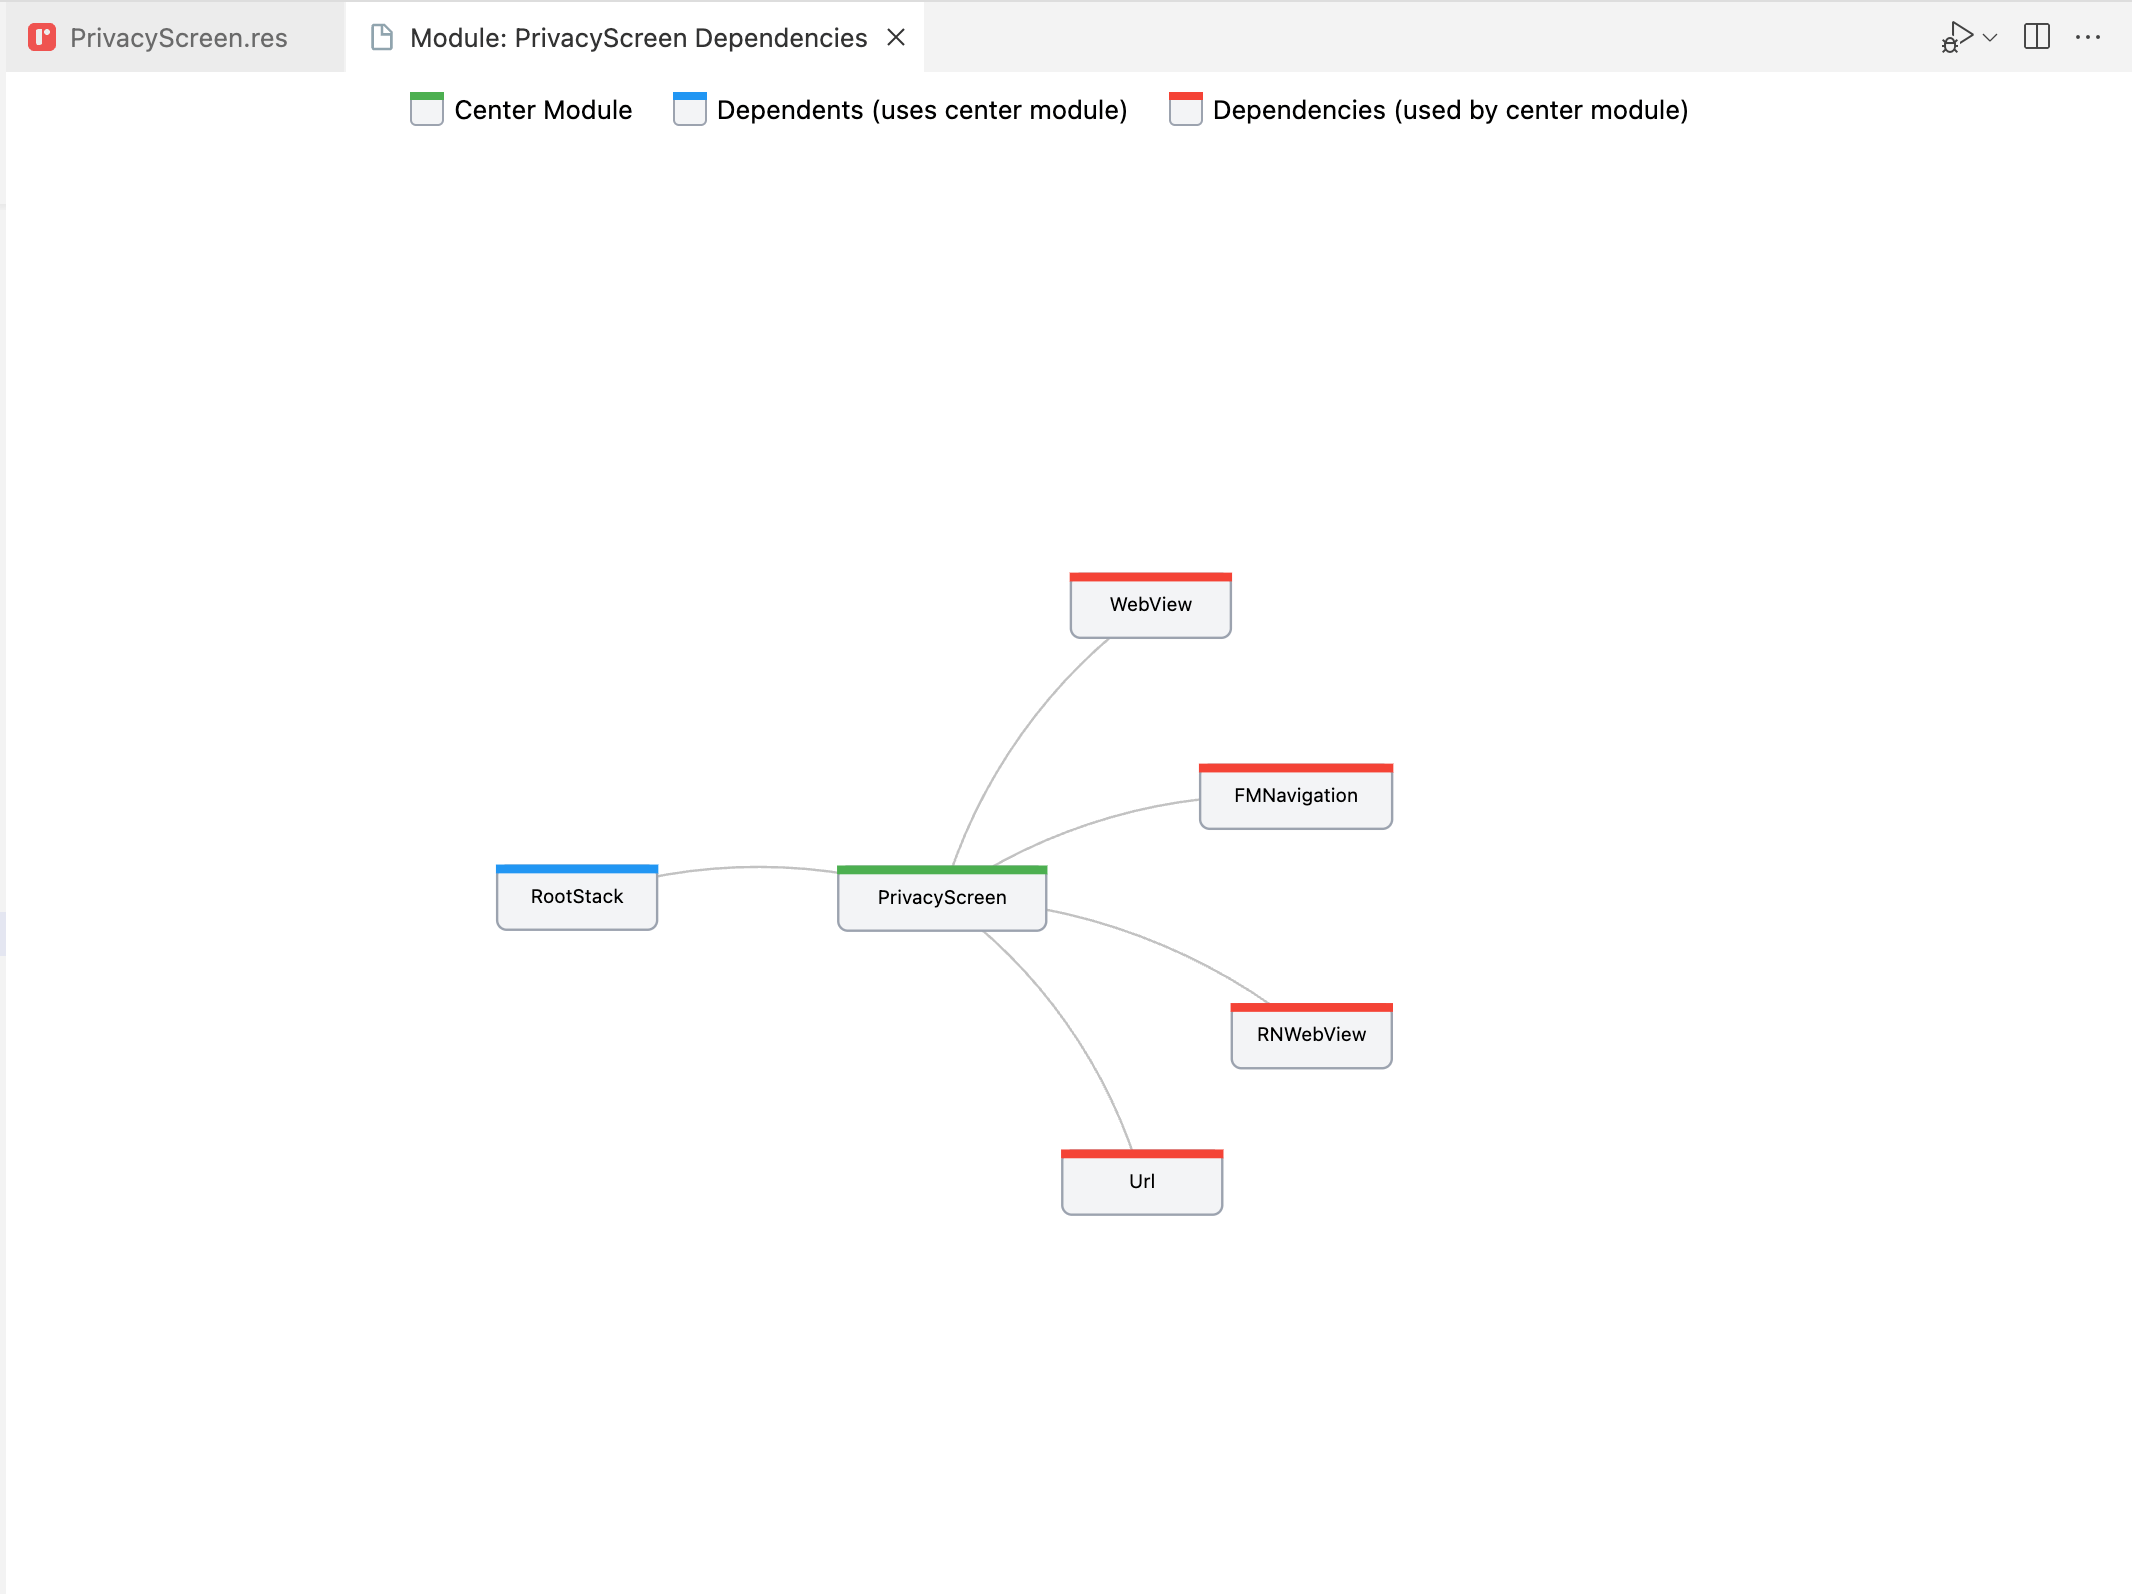 PrivacyScreen.res
Module: PrivacyScreen Dependencies
Center Module
Dependents (uses center module)
Dependencies (used by center module)
WebView
FMNavigation
RootStack
PrivacyScreen
RNWebView
Url